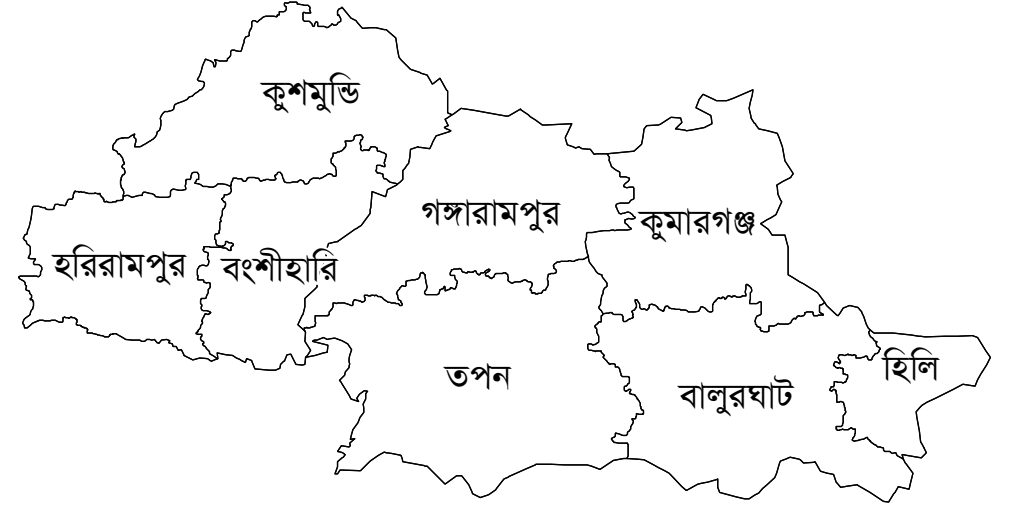 কুশমুন্ডি
গঙ্গারামপুর
কুমারগঞ্জ
হরিরামপুর
বংশীহারি
তপন
হিলি
বালুরঘাট